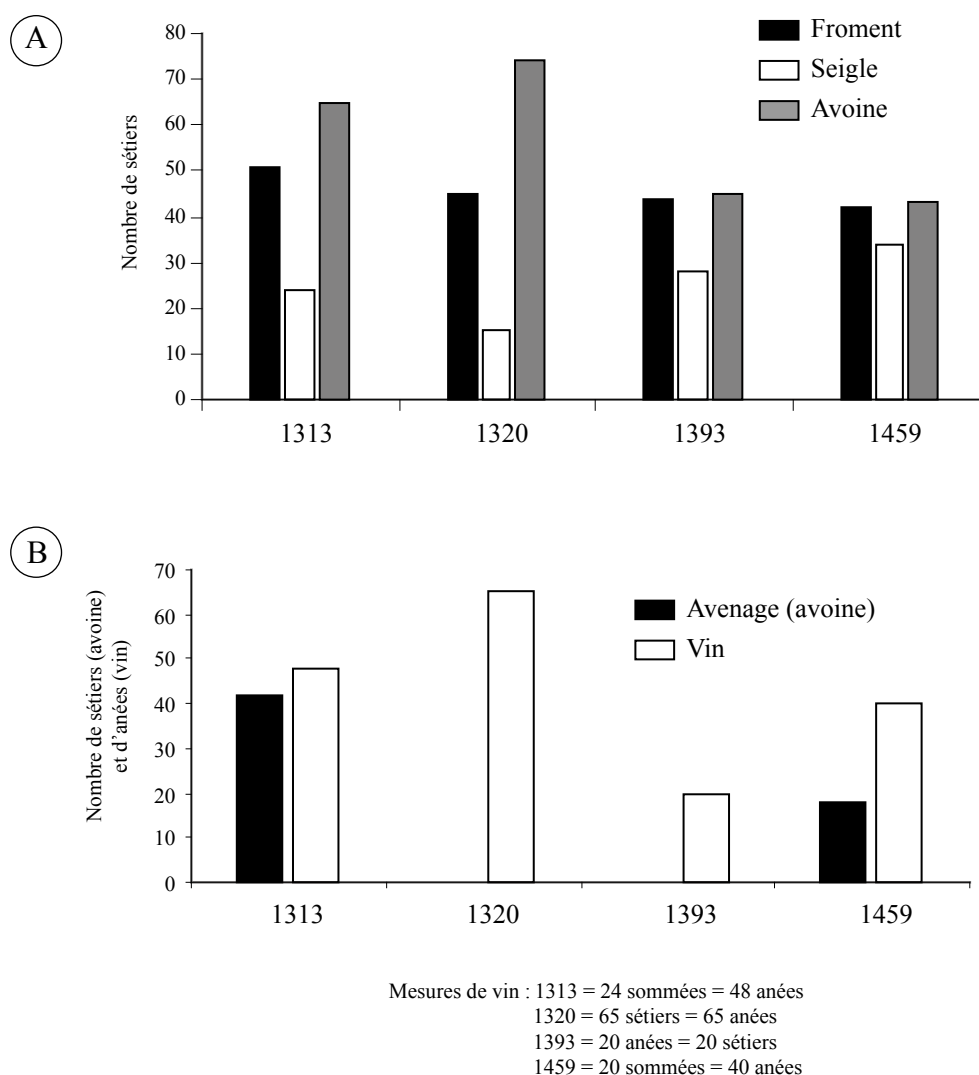 A
Nombre de sétiers
80
70
60
50
40
30
20
10
0
Froment
Seigle
Avoine
1313 1320 1393 1459
B
Nombre de sétiers (avoine)
et d'anées (vin)
70
60
50
40
30
20
10
0
Avenage (avoine)
Vin
1313 1320 1393 1459
Mesures de vin : 1313 = 24 sommées = 48 anées
1320 = 65 sétiers = 65 anées
1393 = 20 anées = 20 sétiers
1459 = 20 sommées = 40 anées